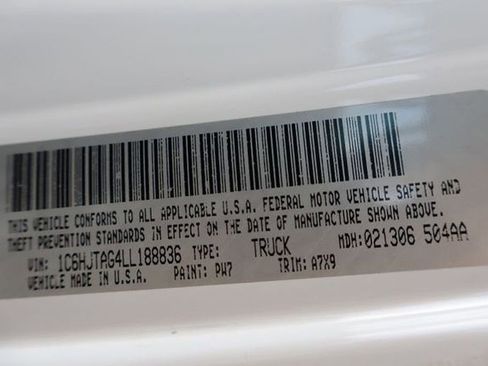 THIS VEHICLE CONFORMS TO ALL APPLICABLE U.S.A. FEDERAL MOTOR VEHICLE SAFETY AND
THEFT PREVENTION STANDARDS IN EFFECT ON THE DATE OF MANUFACTURE SHOWN ABOVE.
VIN: 1C6HJTAG4LL188836 TYPE: TRUCK MDH:021306 504AA
VEHICLE MADE IN U.S.A. PAINT: PW7 TRIM: A7X9